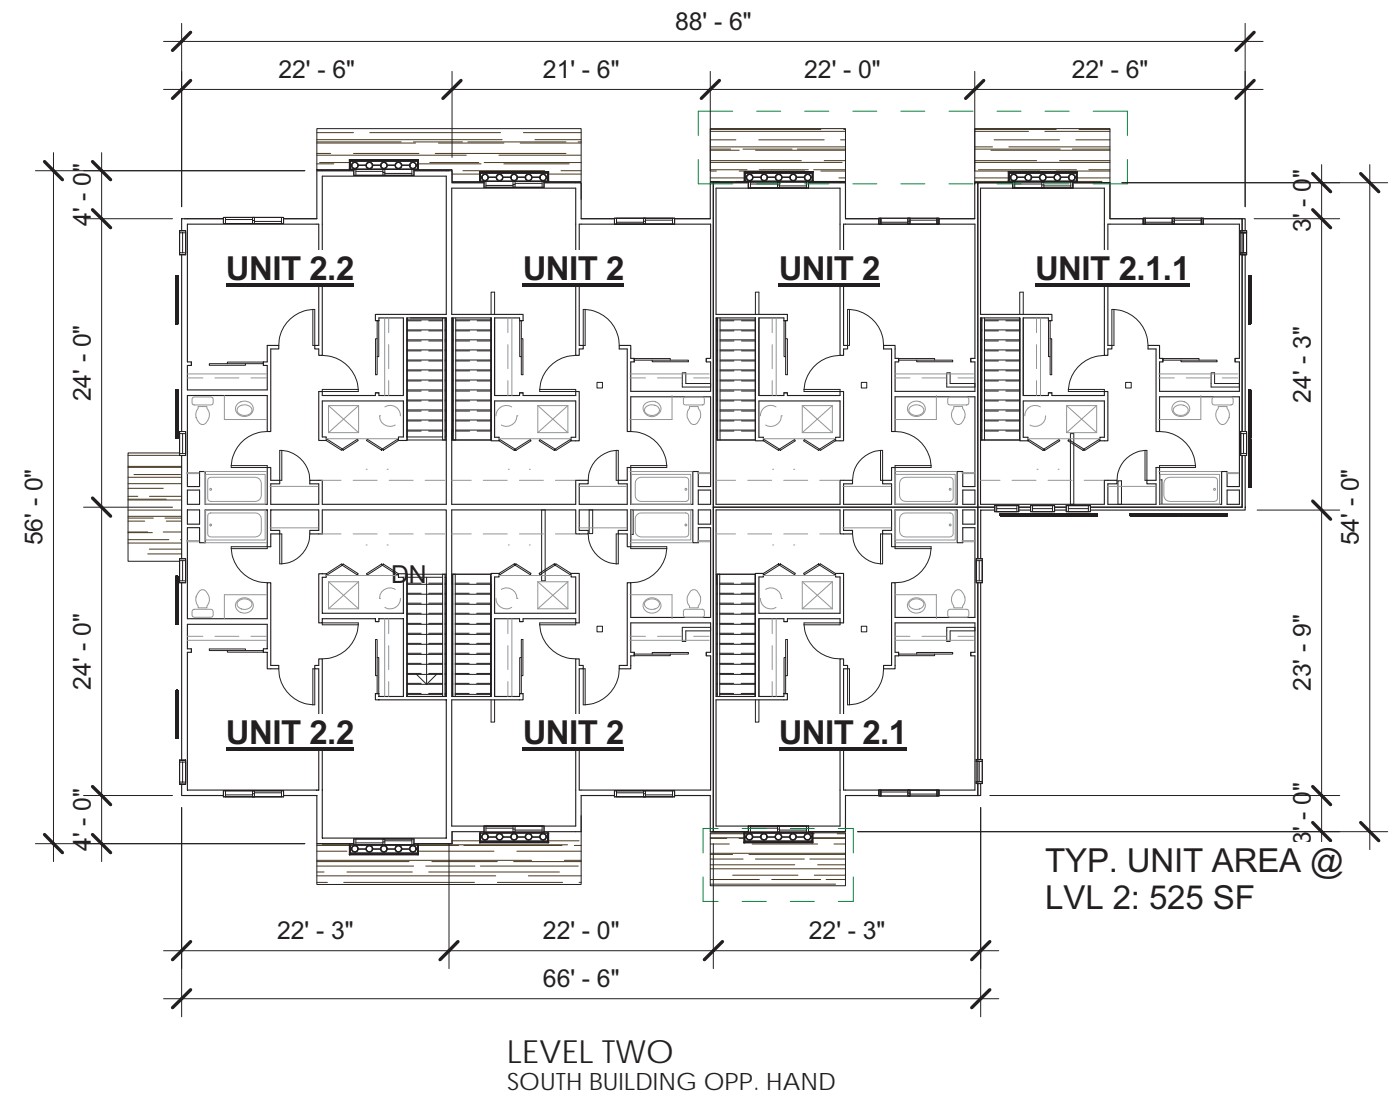 88' - 6"
22' - 6"
21' - 6"
22' - 0"
22' - 6"
4' - 0"
3' - 0"
UNIT 2.2
UNIT 2
UNIT 2
UNIT 2.1.1
24' - 0"
24' - 3"
56' - 0"
54' - 0"
DN
24' - 0"
23' - 9"
UNIT 2.2
UNIT 2
UNIT 2.1
4' - 0"
3' - 0"
TYP. UNIT AREA @
LVL 2: 525 SF
22' - 3"
22' - 0"
22' - 3"
66' - 6"
LEVEL TWO
SOUTH BUILDING OPP. HAND